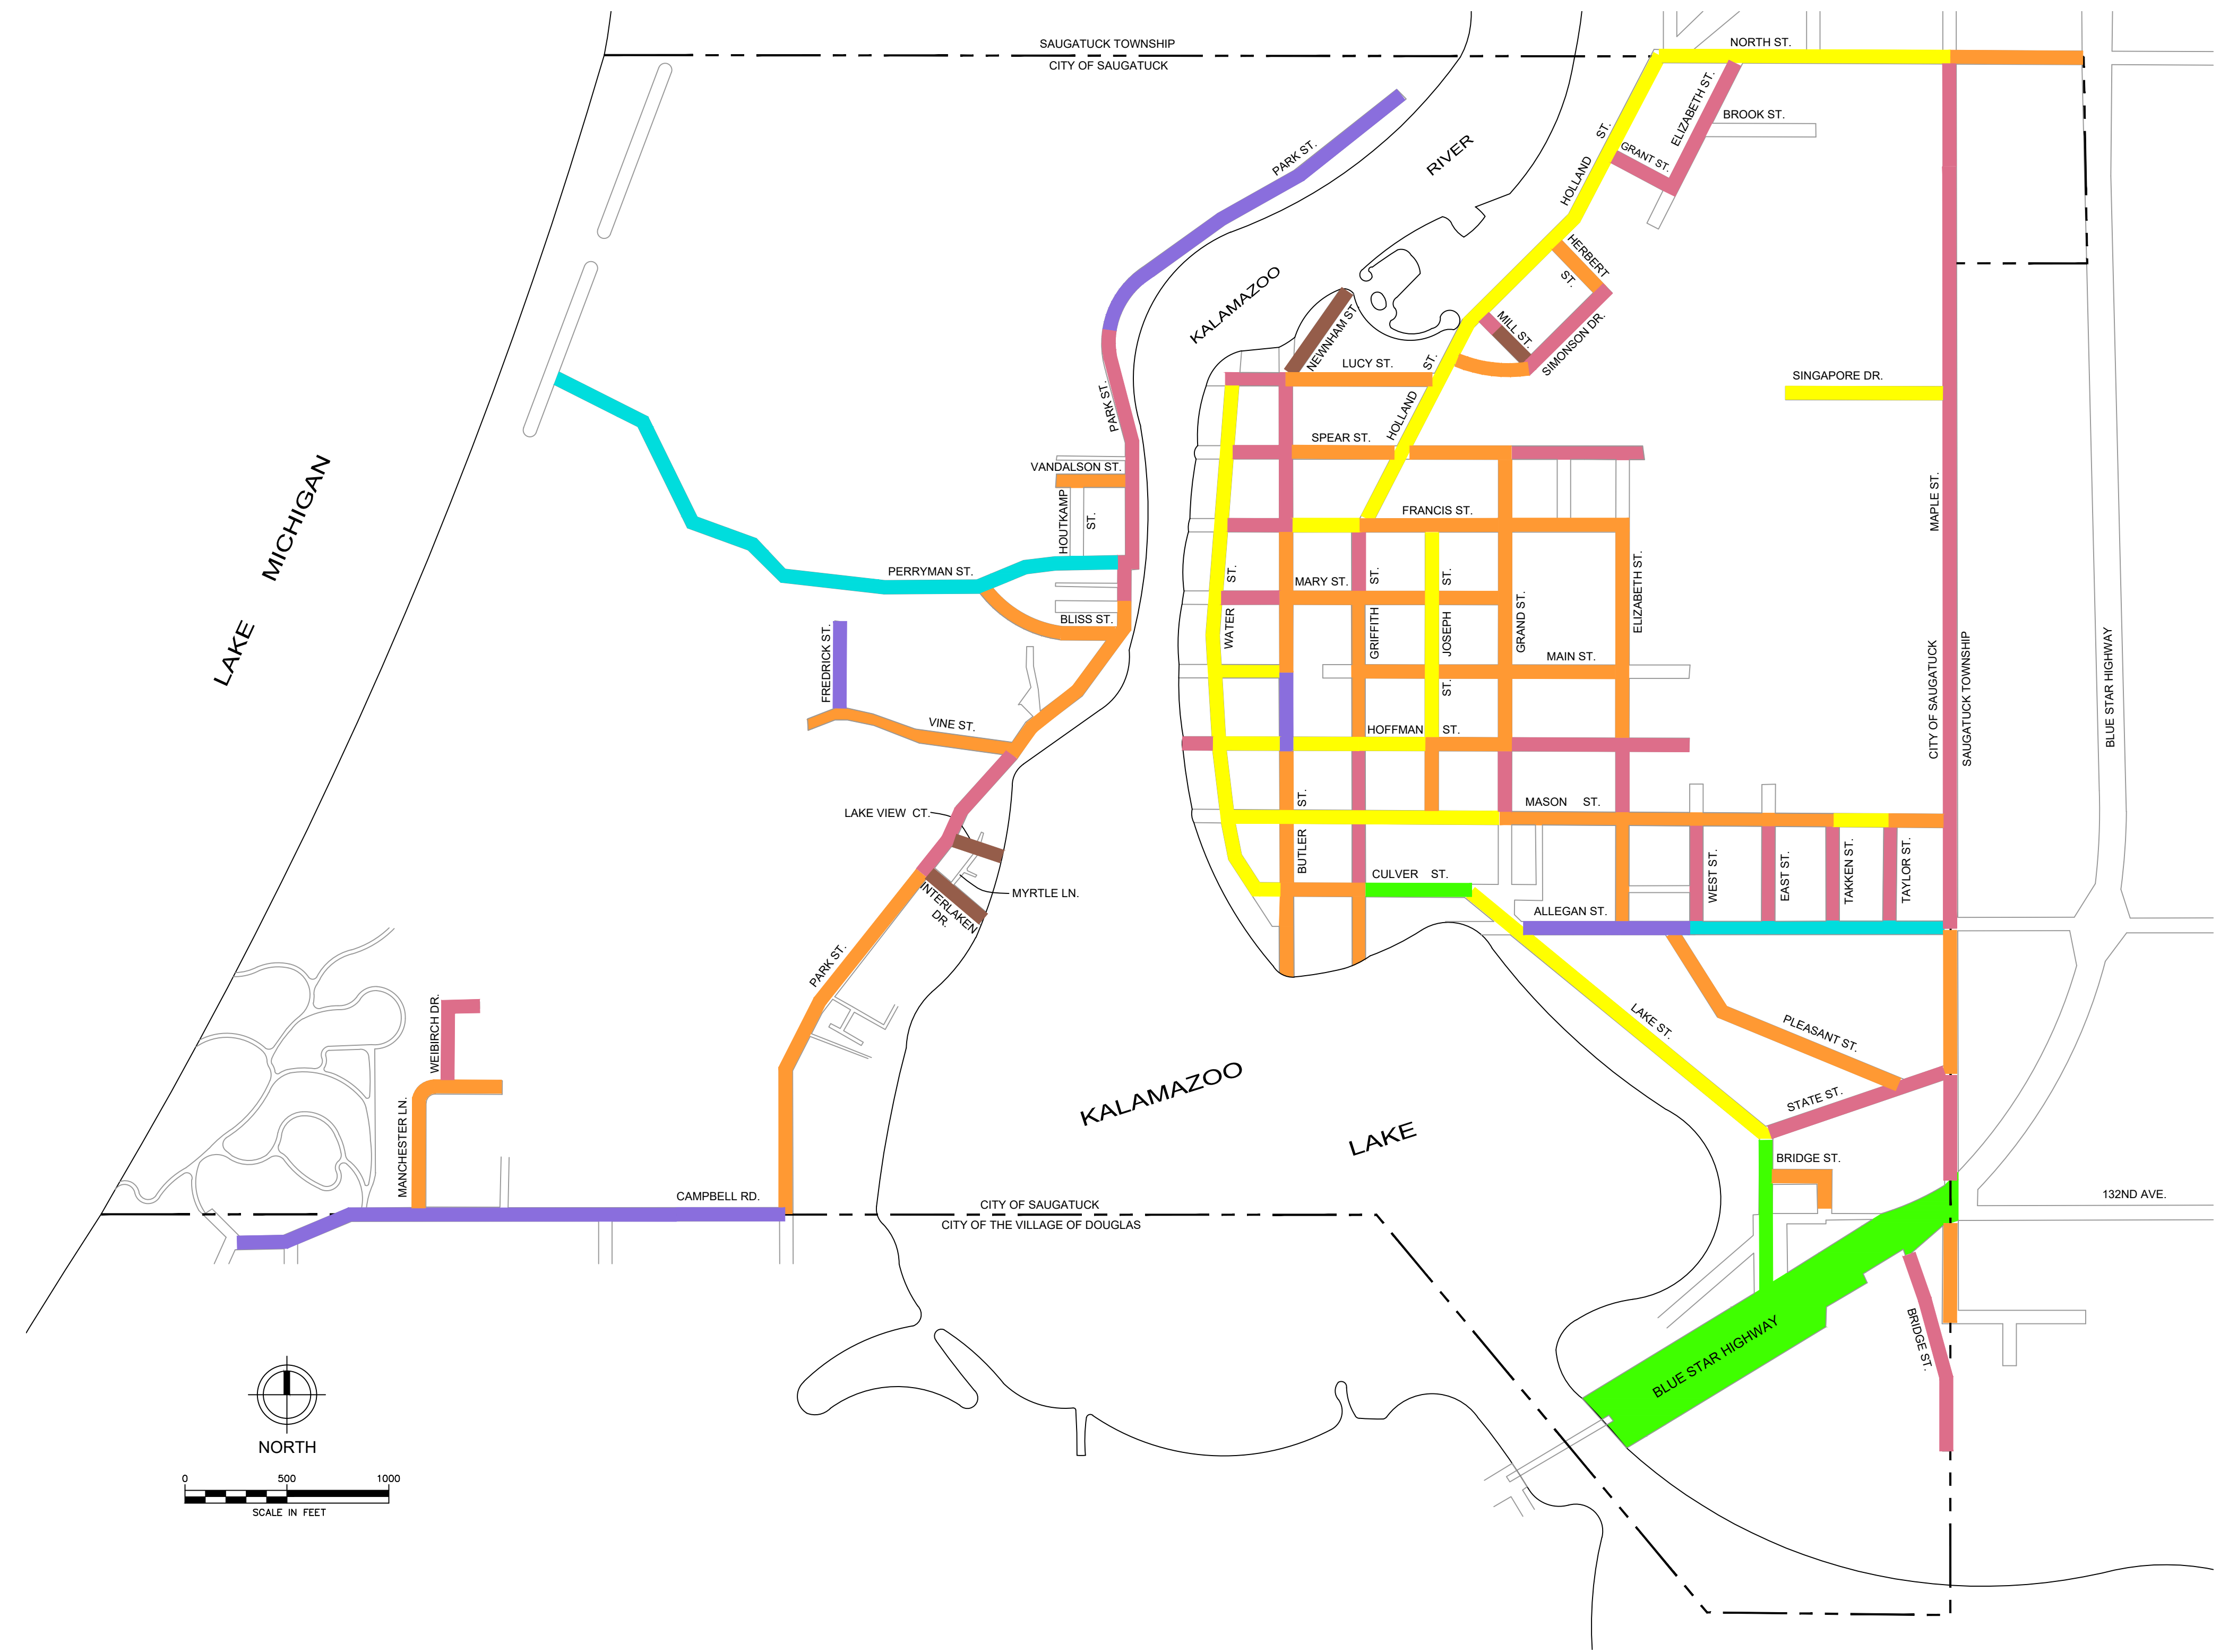 SAUGATUCK TOWNSHIP
CITY OF SAUGATUCK
NORTH ST.
PARK ST.
RIVER
HOLLAND
ST.
ELIZABETH ST.
BROOK ST.
GRANT ST.
HERBERT
ST.
KALAMAZOO
NEWNHAM ST
MILL ST.
SIMONSON DR.
LUCY ST.
HOLLAND
ST.
SINGAPORE DR.
PARK ST.
SPEAR ST.
VANDALSON ST.
HOUTKAMP
ST.
FRANCIS ST.
MAPLE ST.
LAKE MICHIGAN
PERRYMAN ST.
MARY ST.
WATER
ST.
GRIFFITH
ST.
JOSEPH
ST.
ST.
GRAND ST.
ELIZABETH ST.
BLISS ST.
FREDRICK ST.
VINE ST.
MAIN ST.
CITY OF SAUGATUCK
SAUGATUCK TOWNSHIP
BLUE STAR HIGHWAY
HOFFMAN ST.
LAKE VIEW CT.
BUTLER
ST.
MASON ST.
MYRTLE LN.
INTERLAKEN
DR.
CULVER ST.
WEST ST.
EAST ST.
TAKKEN ST.
TAYLOR ST.
ALLEGAN ST.
PARK ST.
WEIBIRCH DR.
LAKE ST.
PLEASANT ST.
KALAMAZOO
LAKE
STATE ST.
MANCHESTER LN.
BRIDGE ST.
CAMPBELL RD.
CITY OF SAUGATUCK
CITY OF THE VILLAGE OF DOUGLAS
132ND AVE.
BLUE STAR HIGHWAY
BRIDGE ST.
NORTH
0 500 1000
SCALE IN FEET